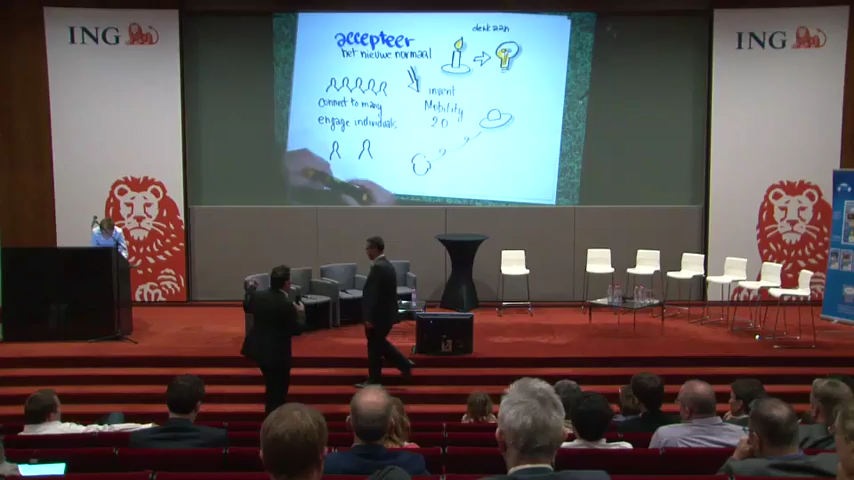 ING
accepteer
het nieuwe normaal
denk aan
connect to many
engage individuals
invent
Mobility
2.0
ING